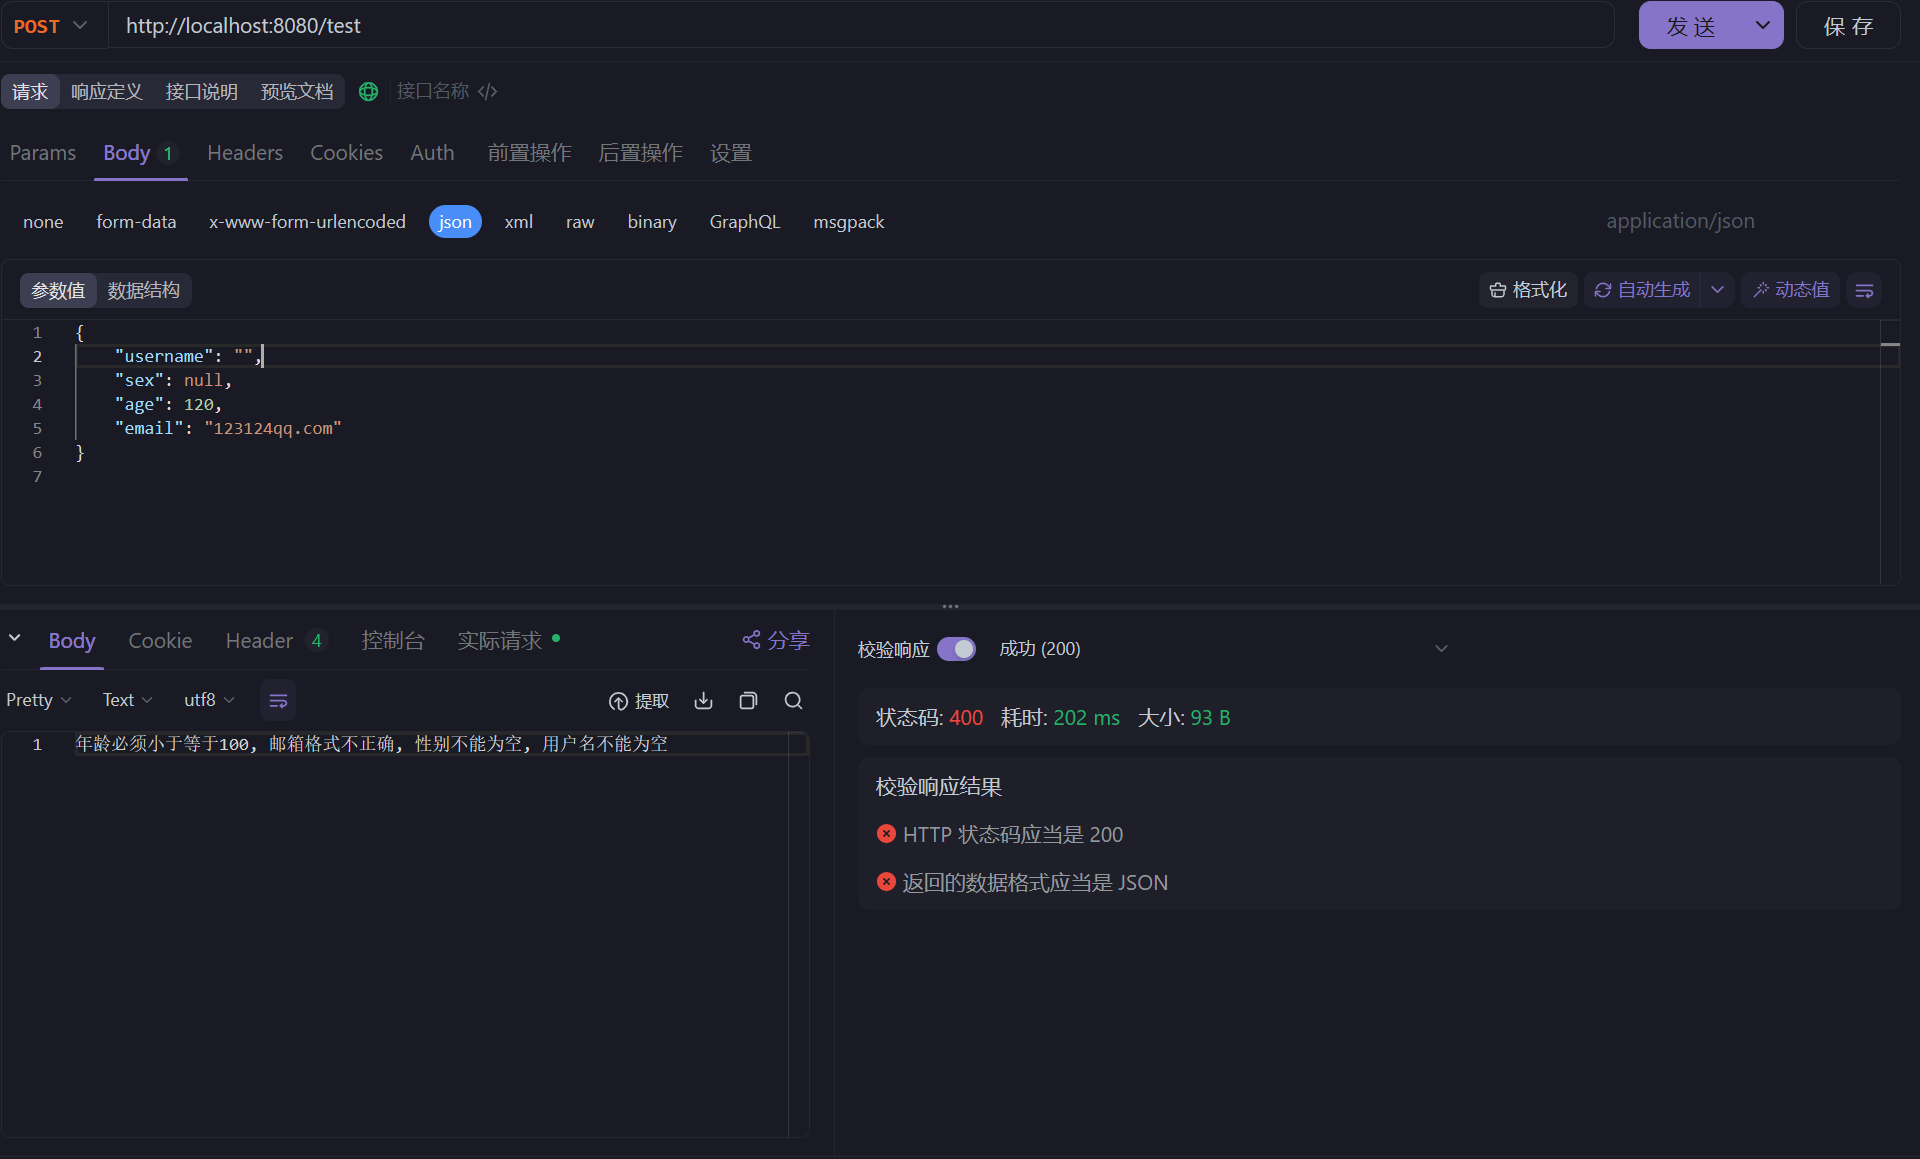 POST http://localhost:8080/test 发 送 保 存
请求 响应定义 接口说明 预览文档 接口名称 </>
Params Body 1 Headers Cookies Auth 前置操作 后置操作 设置
none form-data x-www-form-urlencoded json xml raw binary GraphQL msgpack application/json
参数值 数据结构 格式化 自动生成 动态值
1 {
2 "username": "",
3 "sex": null,
4 "age": 120,
5 "email": "123124qq.com"
6 }
7
Body Cookie Header 4 控制台 实际请求 分享
Pretty Text utf8 提取
1 年龄必须小于等于100, 邮箱格式不正确, 性别不能为空, 用户名不能为空
校验响应 成功 (200)
状态码: 400 耗时: 202 ms 大小: 93 B
校验响应结果
HTTP 状态码应当是 200
返回的数据格式应当是 JSON